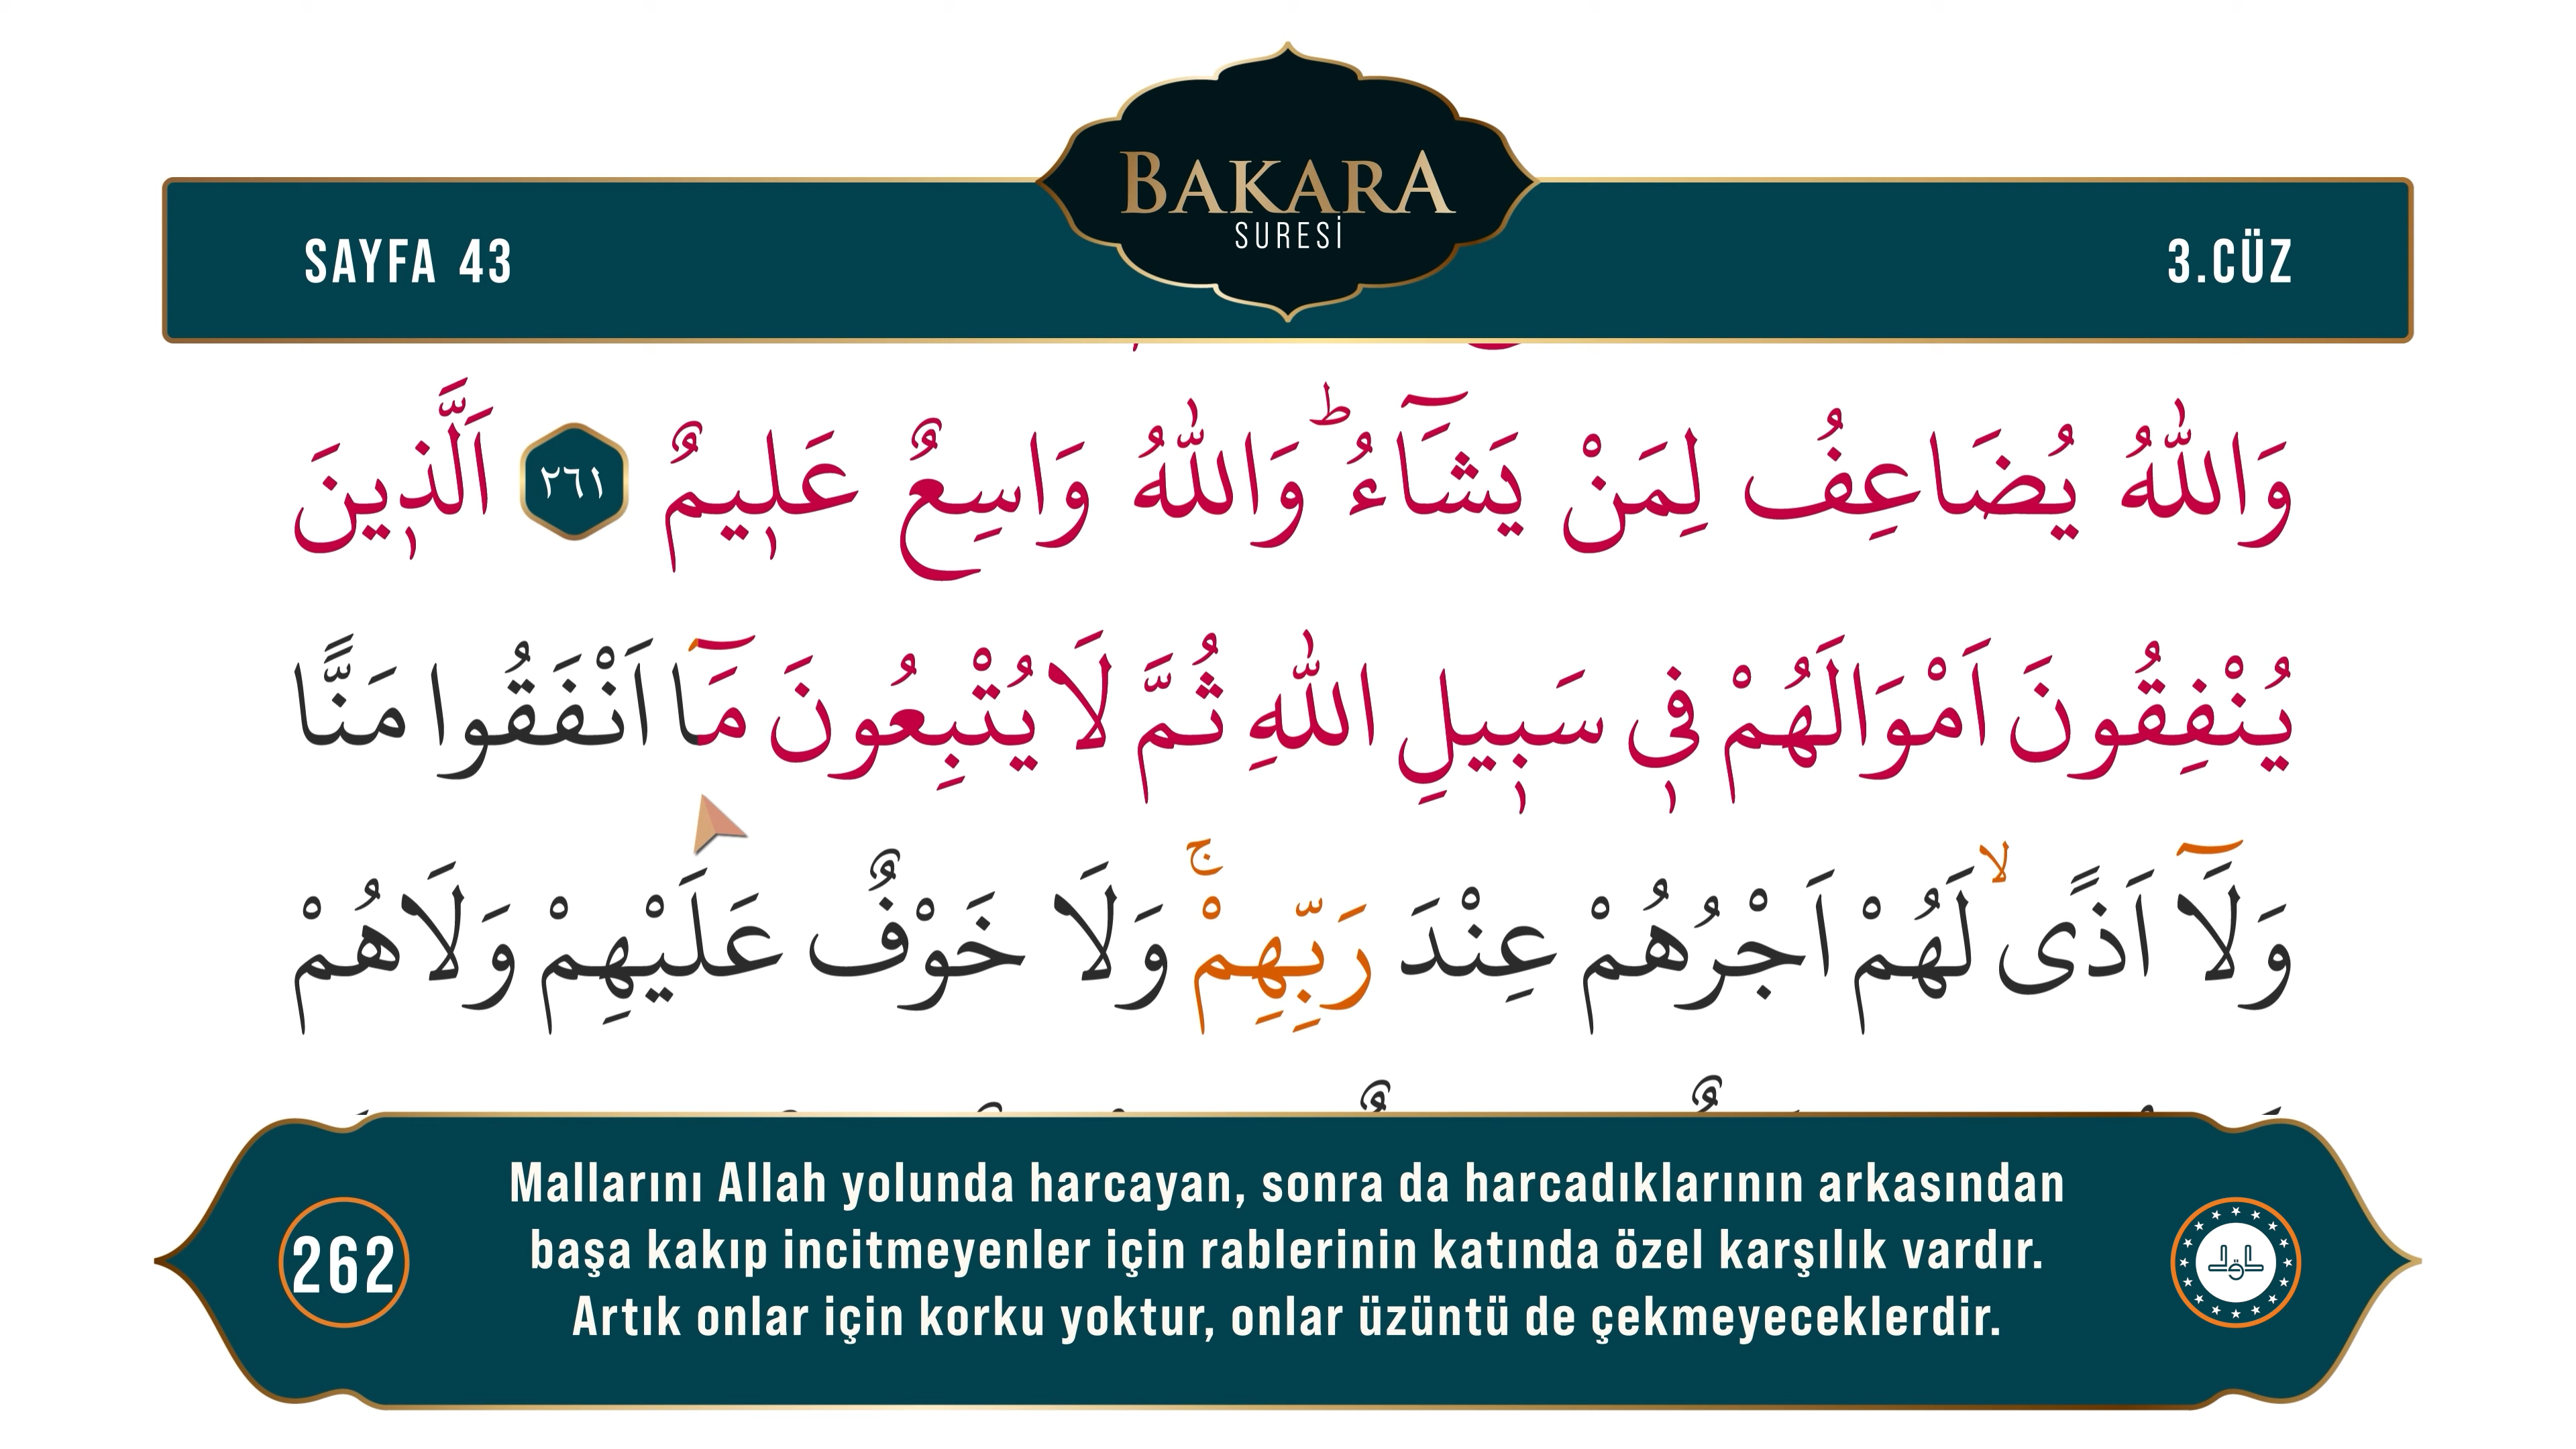 BAKARA
SURESİ
SAYFA 43
3.CÜZ
وَاللّٰهُ يُضَاعِفُ لِمَنْ يَشَٓاءُۜ وَاللّٰهُ وَاسِعٌ عَل۪يمٌ ٢٦١ اَلَّذ۪ينَ
يُنْفِقُونَ اَمْوَالَهُمْ ف۪ي سَب۪يلِ اللّٰهِ ثُمَّ لَا يُتْبِعُونَ مَٓا اَنْفَقُوا مَنًّا
وَلَٓا اَذًىۙ لَهُمْ اَجْرُهُمْ عِنْدَ رَبِّهِمْۚ وَلَا خَوْفٌ عَلَيْهِمْ وَلَا هُمْ
262
Mallarını Allah yolunda harcayan, sonra da harcadıklarının arkasından
başa kakıp incitmeyenler için rablerinin katında özel karşılık vardır.
Artık onlar için korku yoktur, onlar üzüntü de çekmeyeceklerdir.